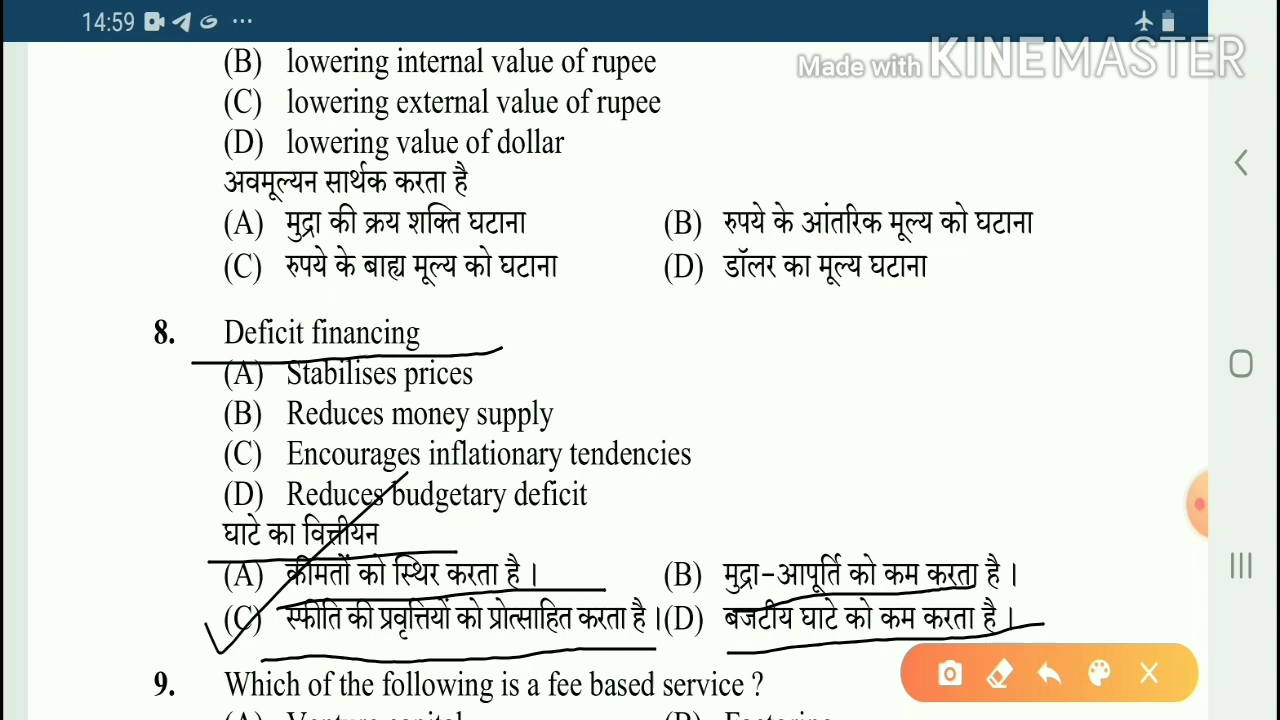 14:59
Made with KINEMASTER
(B) lowering internal value of rupee
(C) lowering external value of rupee
(D) lowering value of dollar
अवमूल्यन सार्थक करता है
(A) मुद्रा की क्रय शक्ति घटाना (B) रुपये के आंतरिक मूल्य को घटाना
(C) रुपये के बाह्य मूल्य को घटाना (D) डॉलर का मूल्य घटाना
8. Deficit financing
(A) Stabilises prices
(B) Reduces money supply
(C) Encourages inflationary tendencies
(D) Reduces budgetary deficit
घाटे का वित्तीयन
(A) कीमतों को स्थिर करता है । (B) मुद्रा-आपूर्ति को कम करता है ।
(C) स्फीति की प्रवृत्तियों को प्रोत्साहित करता है । (D) बजटीय घाटे को कम करता है ।
9. Which of the following is a fee based service ?
(A) Venture capital (B) Factoring